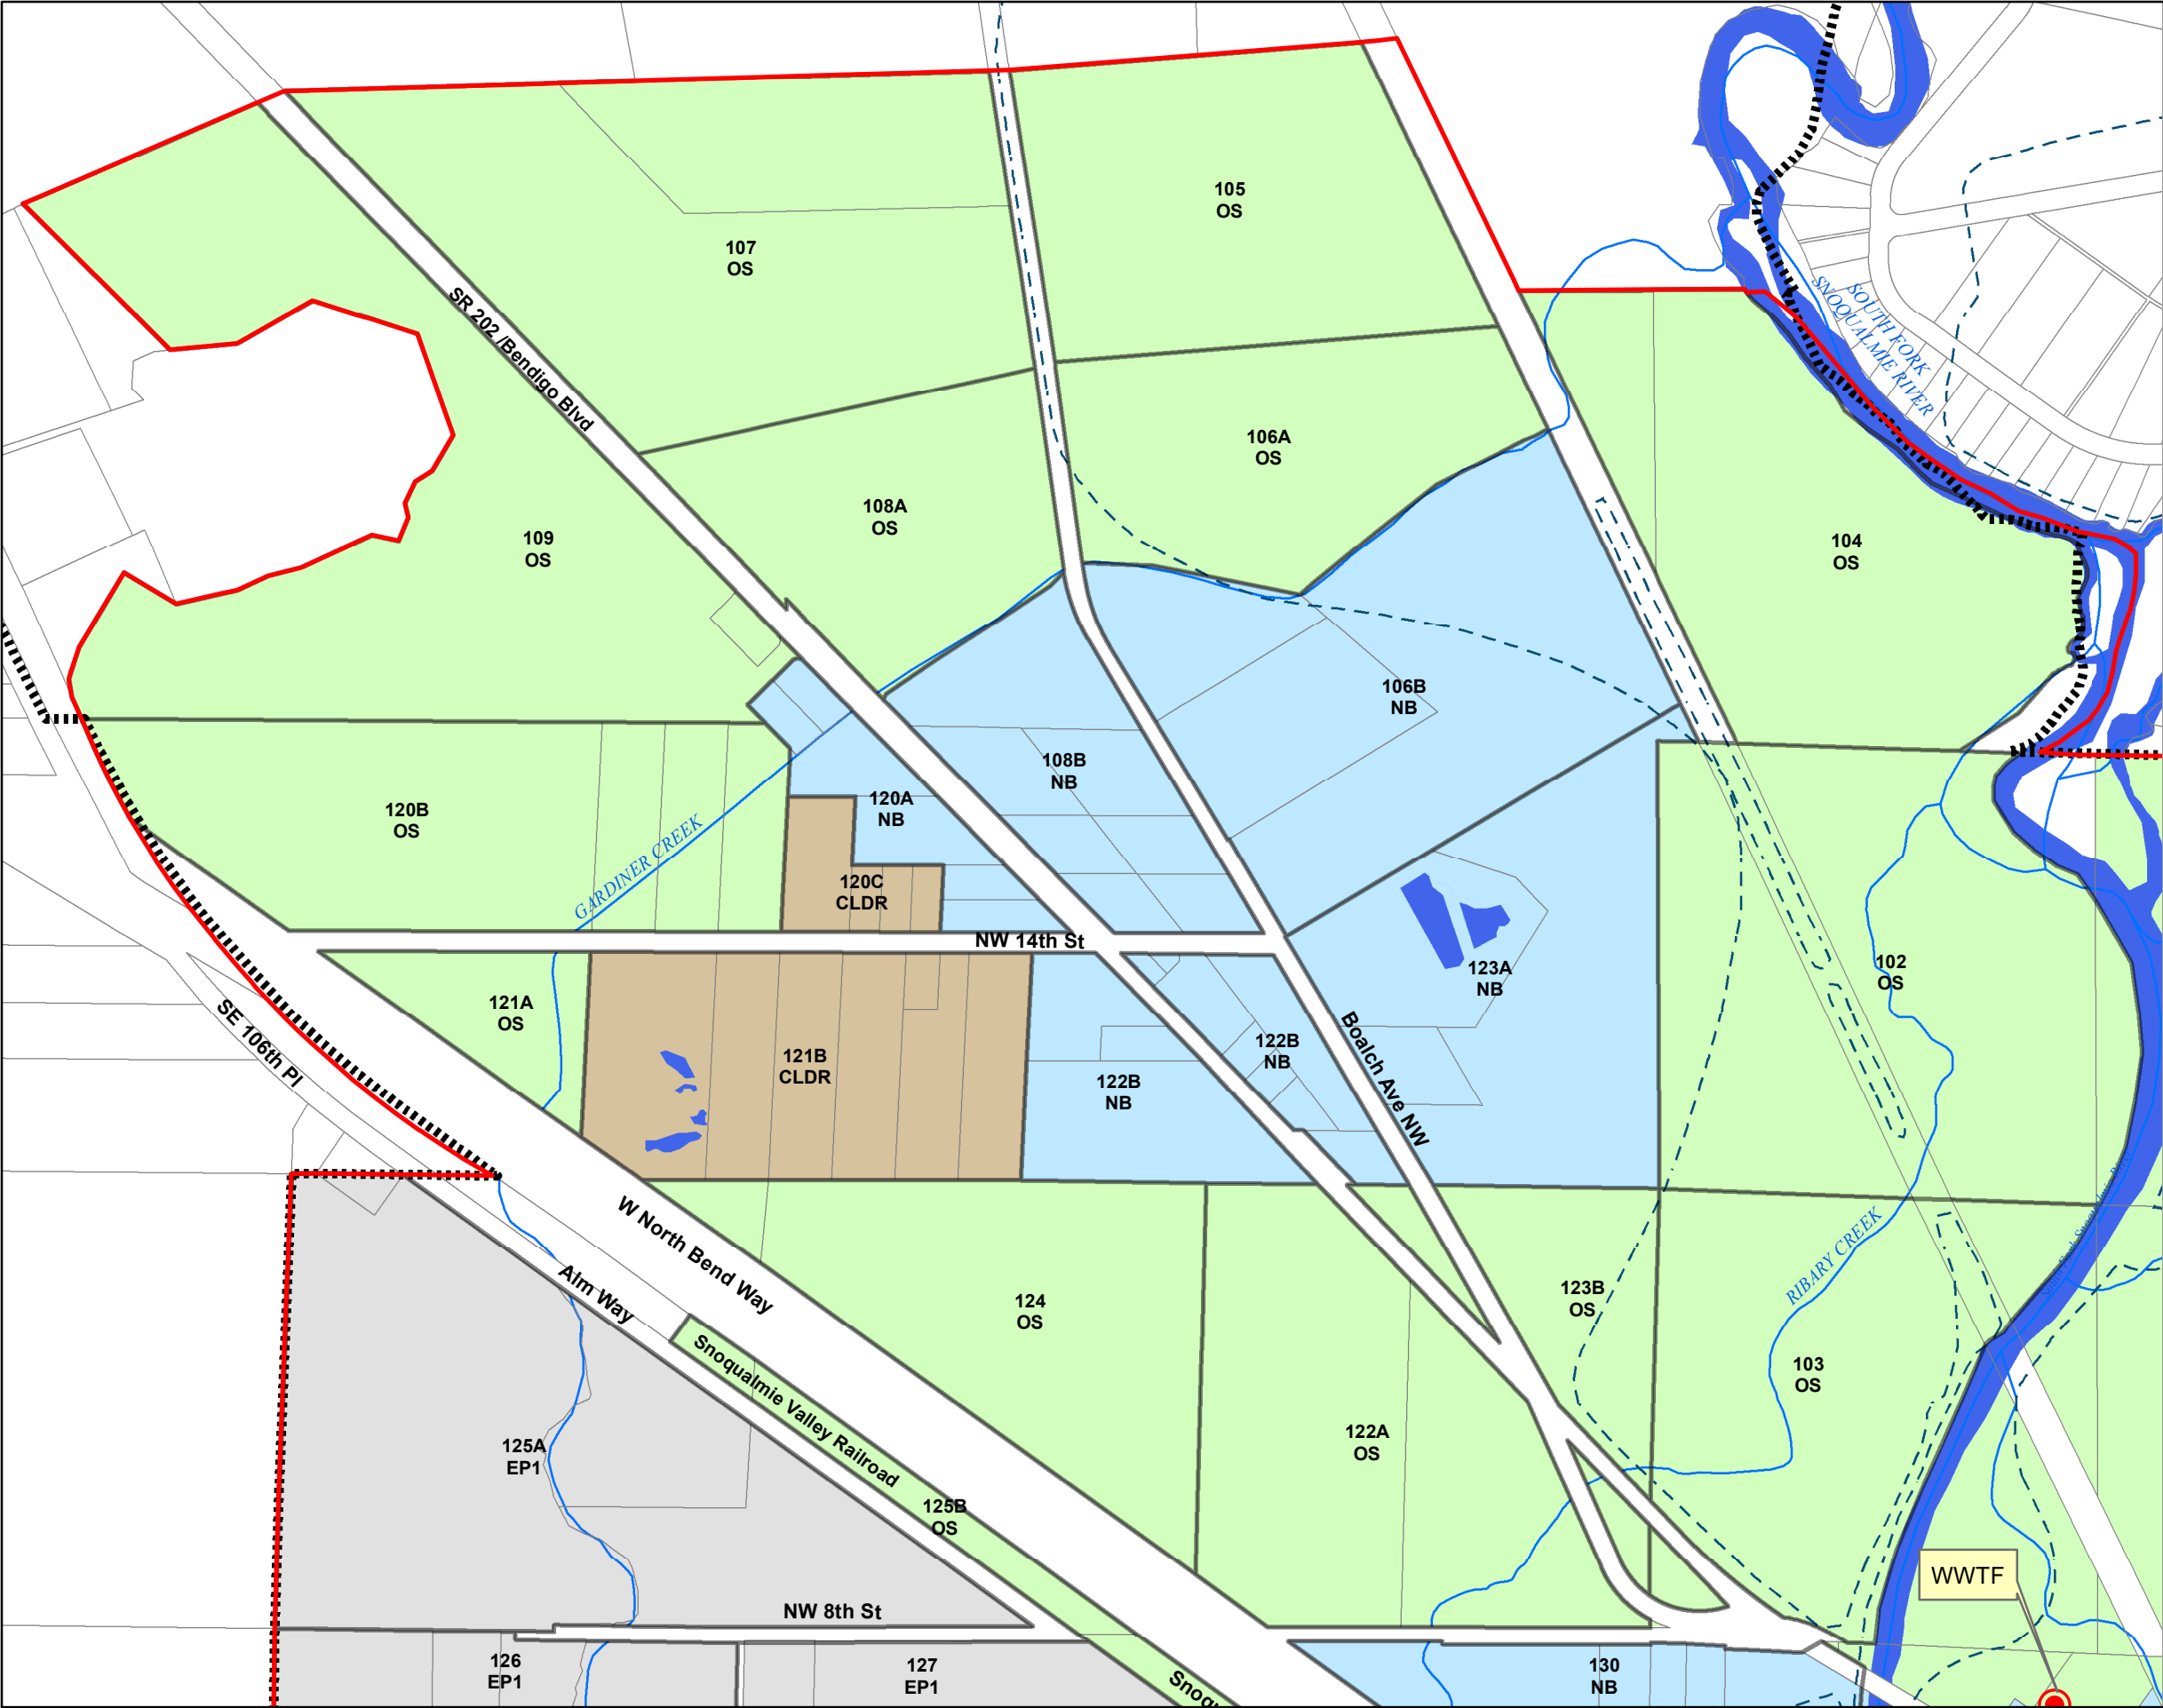 105
OS
107
OS
SR 202 /Bendigo Blvd
SOUTH FORK
SNOQUALMIE RIVER
106A
OS
108A
OS
109
OS
104
OS
106B
NB
108B
NB
120A
NB
120B
OS
GARDINER CREEK
120C
CLDR
NW 14th St
123A
NB
102
OS
121A
OS
SE 106th Pl
121B
CLDR
122B
NB
122B
NB
Boalch Ave NW
W North Bend Way
Alm Way
124
OS
123B
OS
RIBARY CREEK
103
OS
Snoqualmie Valley Railroad
122A
OS
125A
EP1
125B
OS
WWTF
NW 8th St
126
EP1
127
EP1
130
NB
Snoqu